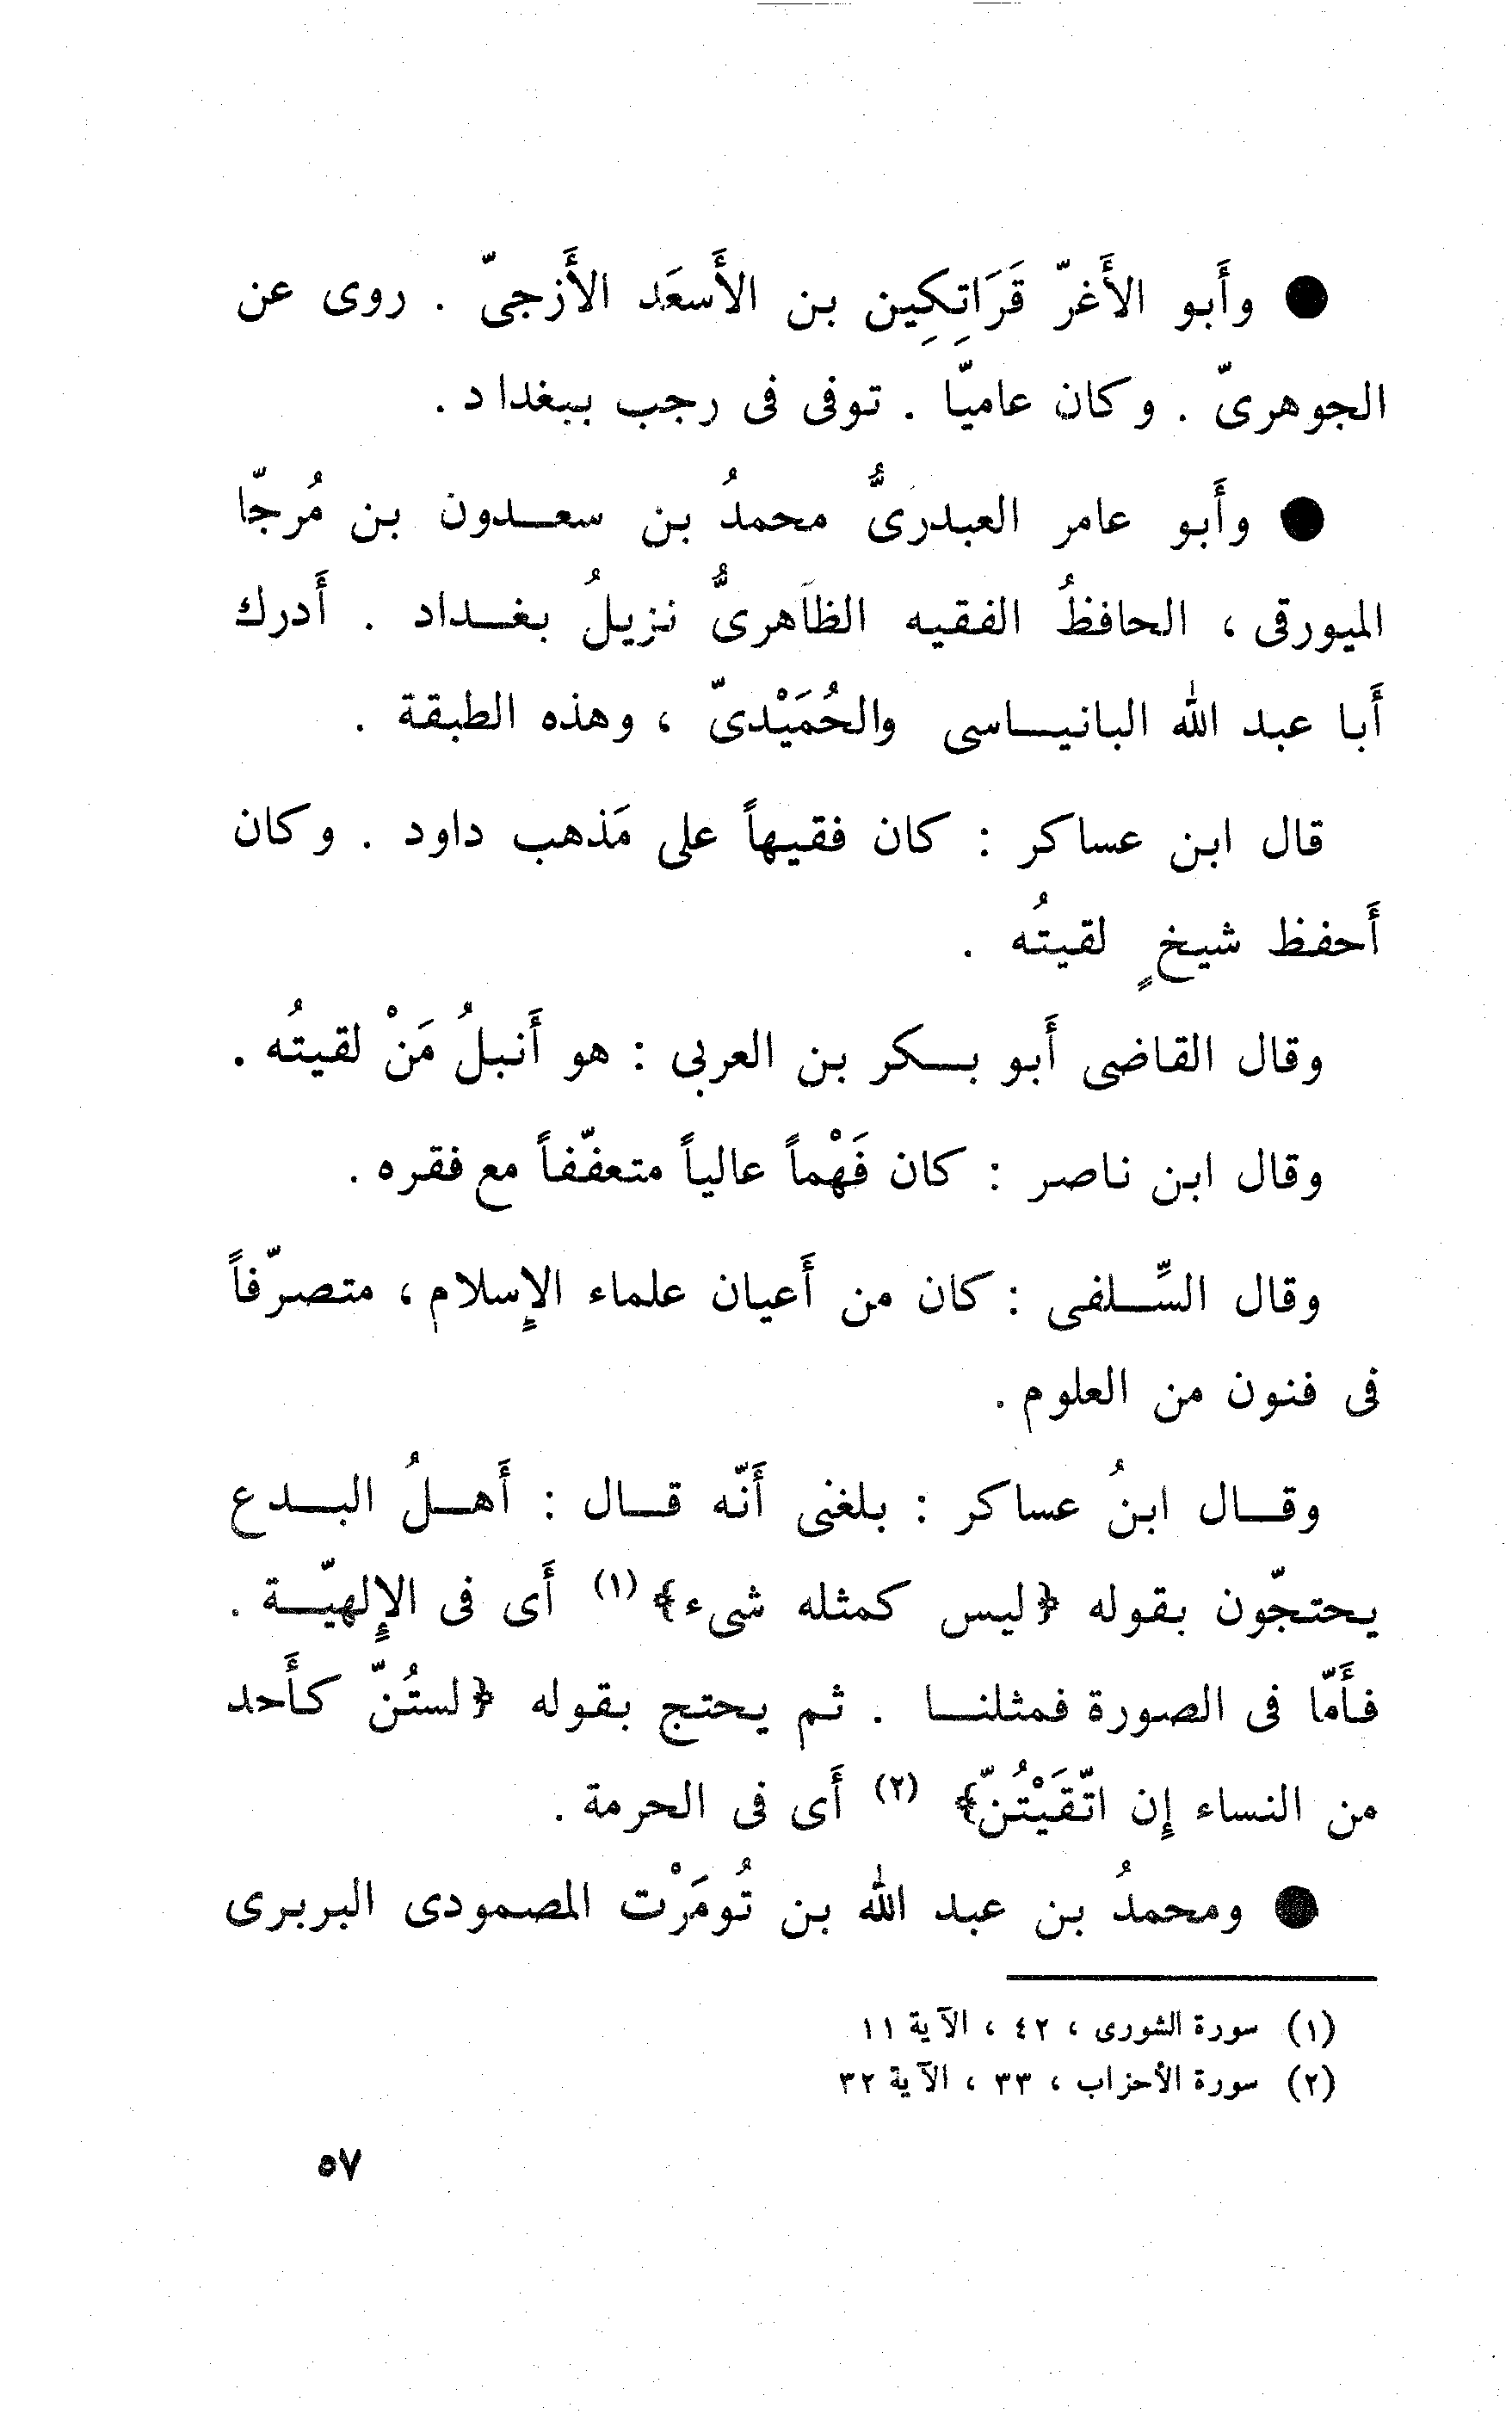 ● وأَبو الأَغرّ قَرَاتِكِين بن الأَسعَد الأَزجىّ . روى عن
الجوهرىّ . وكان عاميّا . توفى فى رجب ببغداد .
● وأَبو عامر العبدرىُّ محمدُ بن سعدون بن مُرجّا
الميورقى ، الحافظُ الفقيه الظاهرىُّ نزيلُ بغداد . أَدرك
أَبا عبد الله البانياسى والحُمَيْدىّ ، وهذه الطبقة .
قال ابن عساكر : كان فقيهاً على مَذهب داود . وكان
أَحفظ شيخٍ لقيتُه .
وقال القاضى أَبو بكر بن العربى : هو أَنبلُ مَنْ لقيتُه .
وقال ابن ناصر : كان فَهْماً عالياً متعفّفاً مع فقره .
وقال السِّلفى : كان من أَعيان علماء الإِسلام ، متصرّفاً
فى فنون من العلوم .
وقال ابنُ عساكر : بلغنى أَنّه قال : أَهلُ البدع
يحتجّون بقوله ﴿ليس كمثله شىء﴾ (١) أَى فى الإِلهيّة .
فأَمّا فى الصورة فمثلنا . ثم يحتج بقوله ﴿لستُنّ كأَحد
من النساء إِن اتّقَيْتُنّ﴾ (٢) أَى فى الحرمة .
● ومحمدُ بن عبد الله بن تُومَرْت المصمودى البربرى
(١) سورة الشورى ، ٤٢ ، الآية ١١
(٢) سورة الأحزاب ، ٣٣ ، الآية ٣٢
٥٧